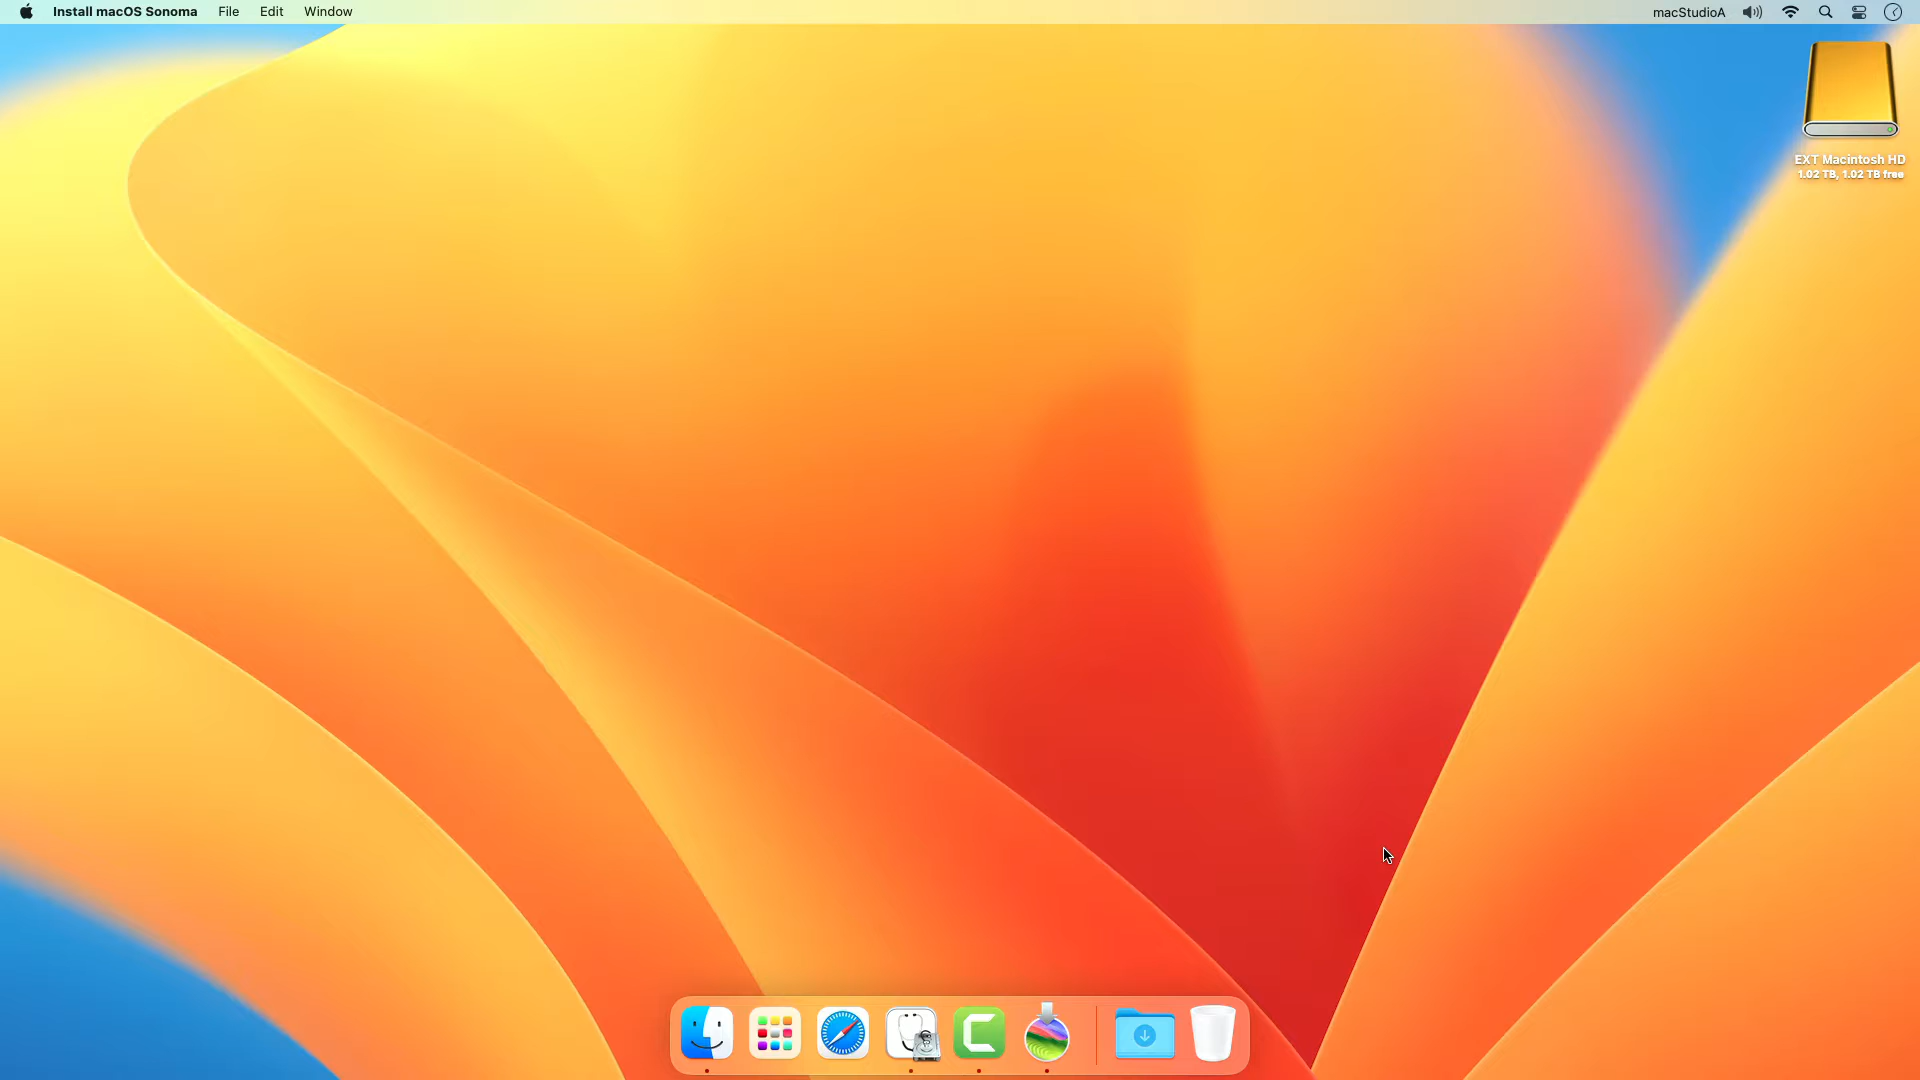 Install macOS Sonoma File Edit Window macStudioA
EXT Macintosh HD
1.02 TB, 1.02 TB free